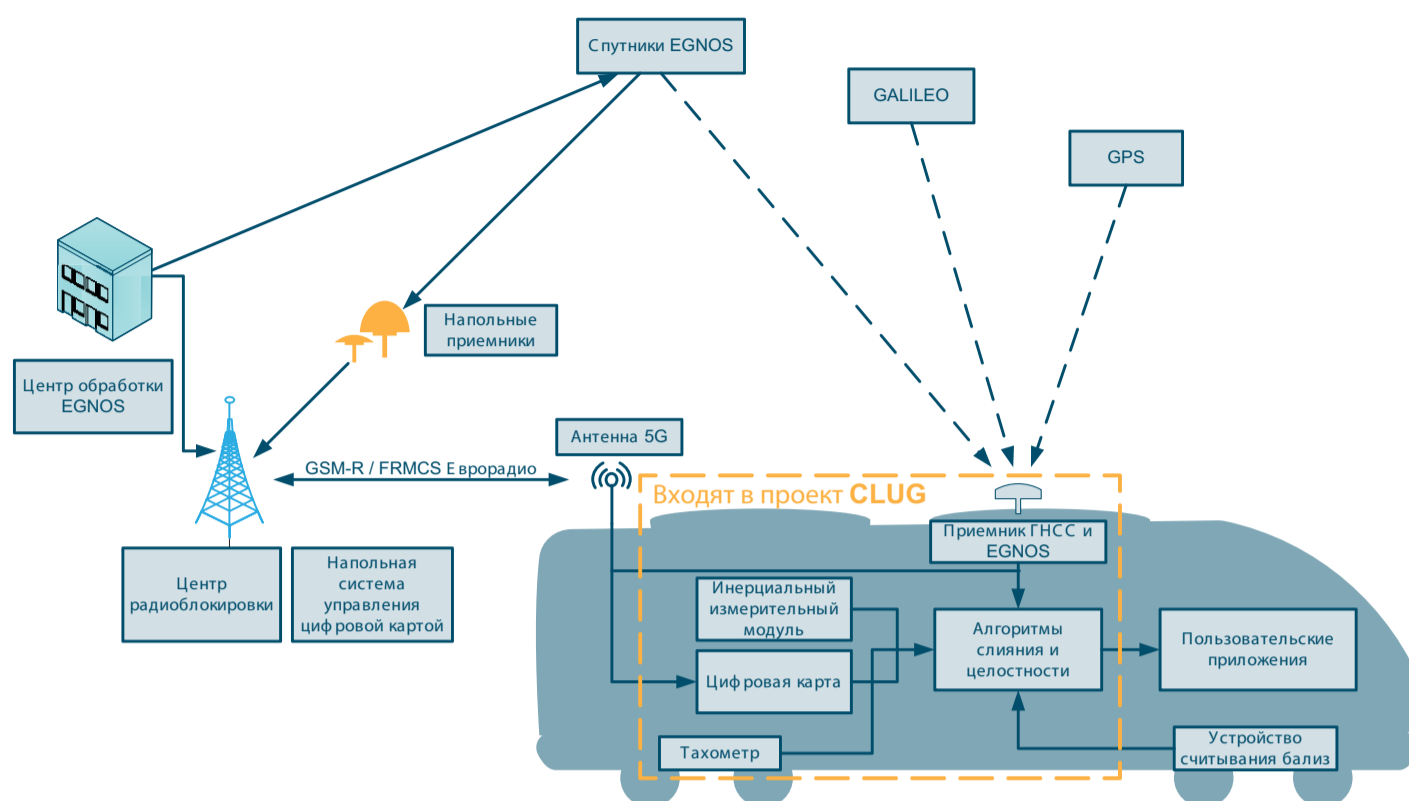 Спутники EGNOS
GALILEO
GPS
Напольные
приемники
Центр обработки
EGNOS
Антенна 5G
GSM-R / FRMCS Еврорадио
Входят в проект CLUG
Приемник ГНСС и
EGNOS
Центр
радиоблокировки
Напольная
система
управления
цифровой картой
Инерциальный
измерительный
модуль
Алгоритмы
слияния и
целостности
Пользовательские
приложения
Цифровая карта
Тахометр
Устройство
считывания бализ